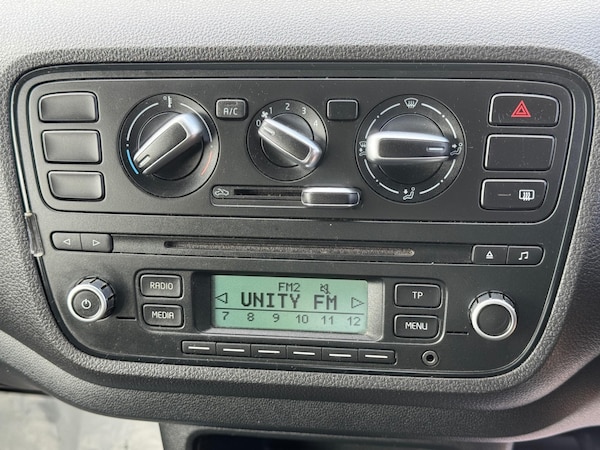 A/C
0 1 2 3
RADIO
MEDIA
FM2
UNITY FM
7 8 9 10 11 12
TP
MENU